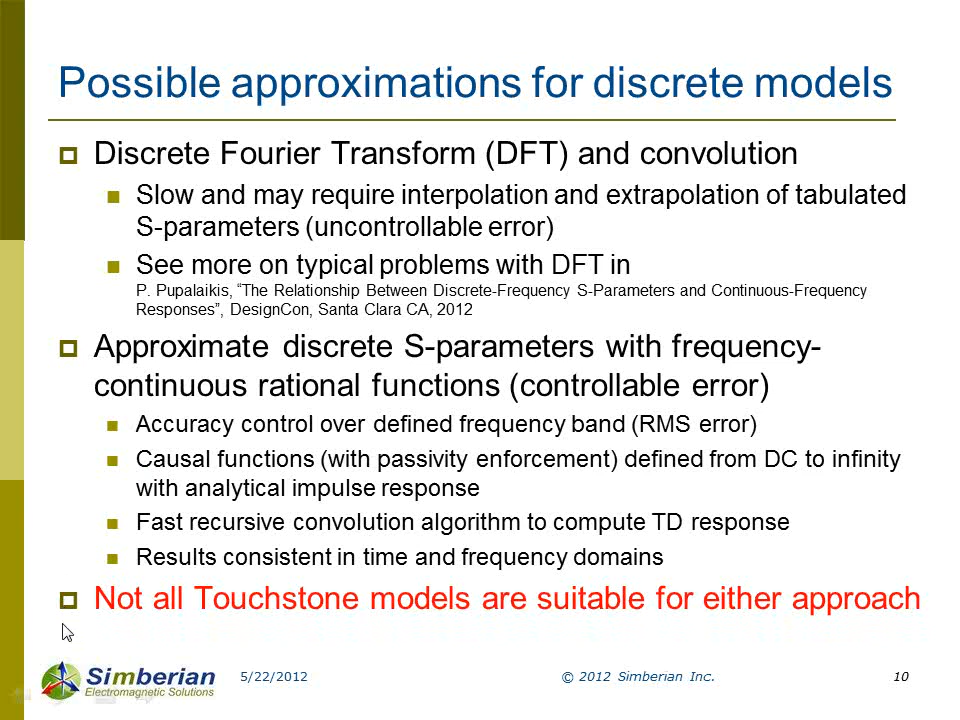 Possible approximations for discrete models
Discrete Fourier Transform (DFT) and convolution
Slow and may require interpolation and extrapolation of tabulated
S-parameters (uncontrollable error)
See more on typical problems with DFT in
P. Pupalaikis, “The Relationship Between Discrete-Frequency S-Parameters and Continuous-Frequency
Responses”, DesignCon, Santa Clara CA, 2012
Approximate discrete S-parameters with frequency-
continuous rational functions (controllable error)
Accuracy control over defined frequency band (RMS error)
Causal functions (with passivity enforcement) defined from DC to infinity
with analytical impulse response
Fast recursive convolution algorithm to compute TD response
Results consistent in time and frequency domains
Not all Touchstone models are suitable for either approach
Simberian
Electromagnetic Solutions
5/22/2012
© 2012 Simberian Inc.
10